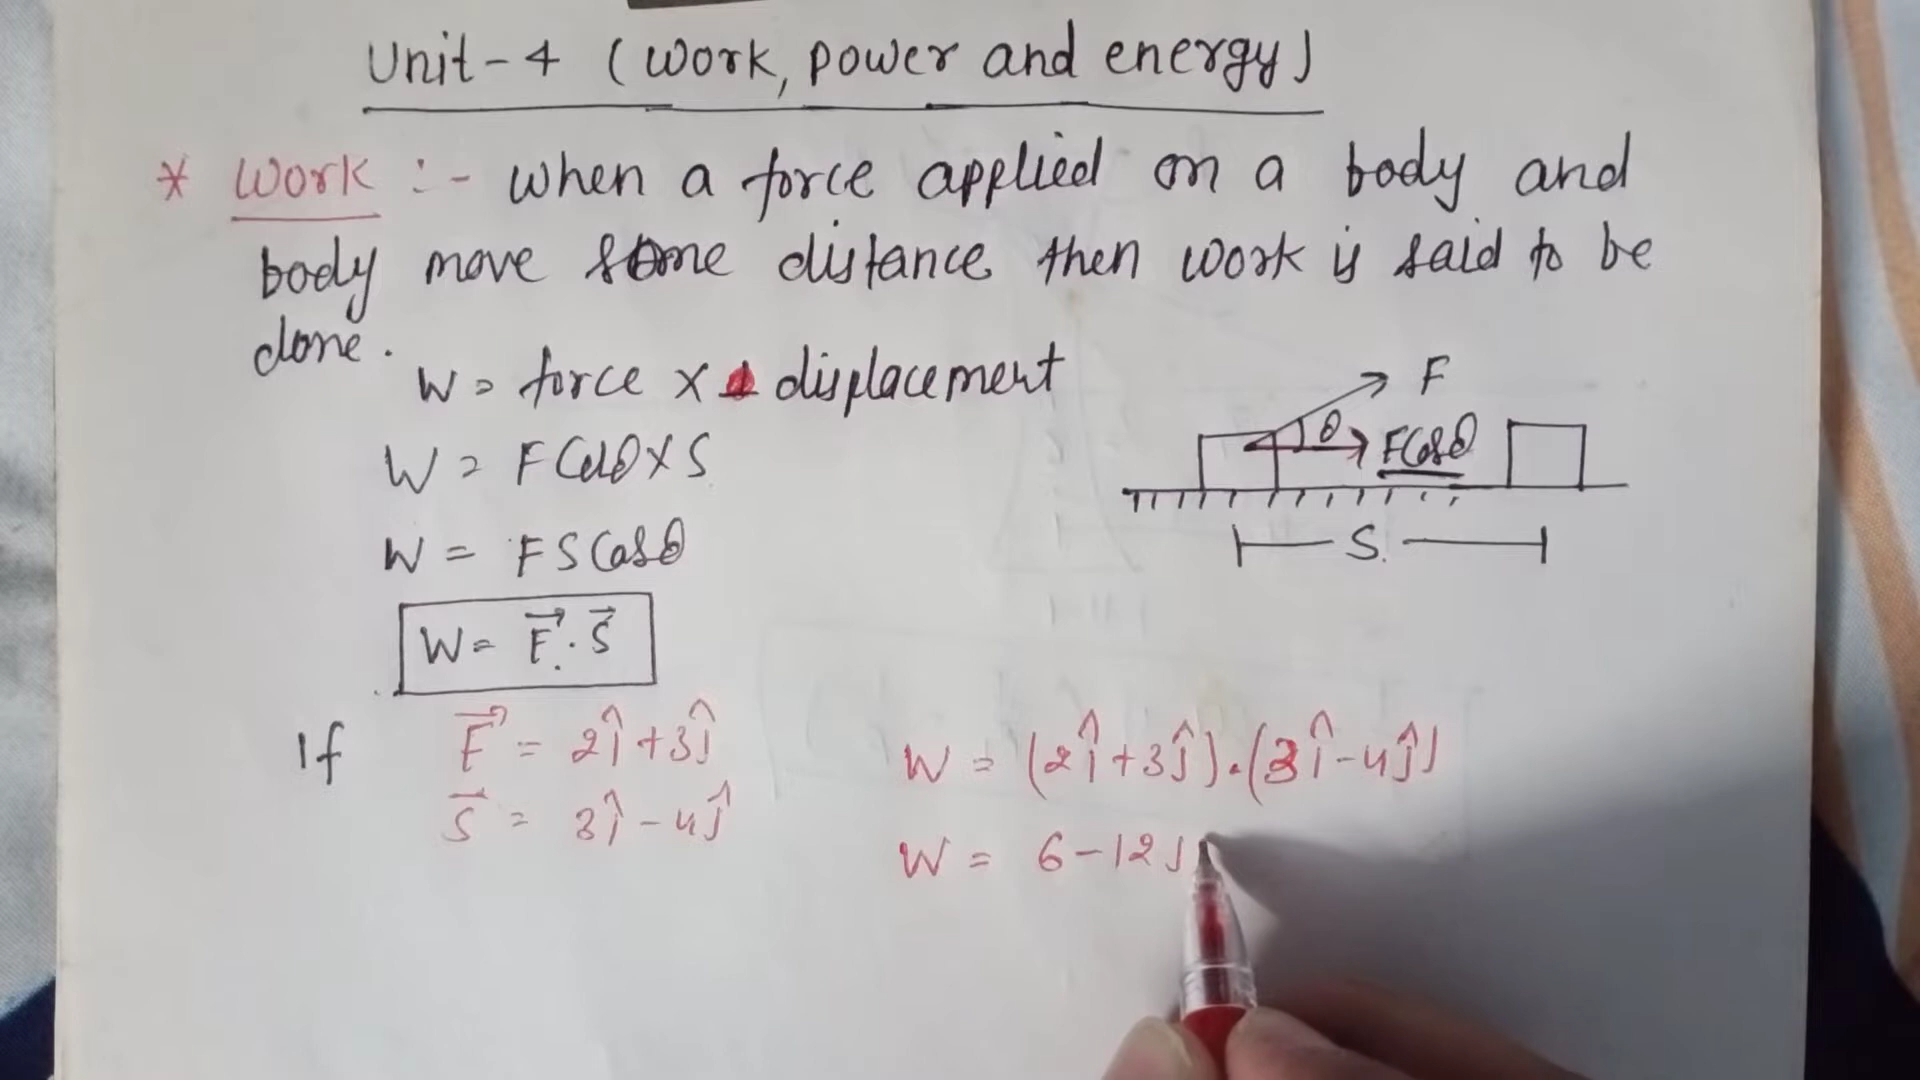 Unit-4 (work, power and energy)
* Work :- when a force applied on a body and
body move some distance then work is said to be
done.
W = force x displacement
W = F Cosθ x S
W = F S Cosθ
W = F⃗ . S⃗
F
θ
FCosθ
S
If F⃗ = 2î+3ĵ
S⃗ = 3î-4ĵ
W = (2î+3ĵ).(3î-4ĵ)
W = 6-12J